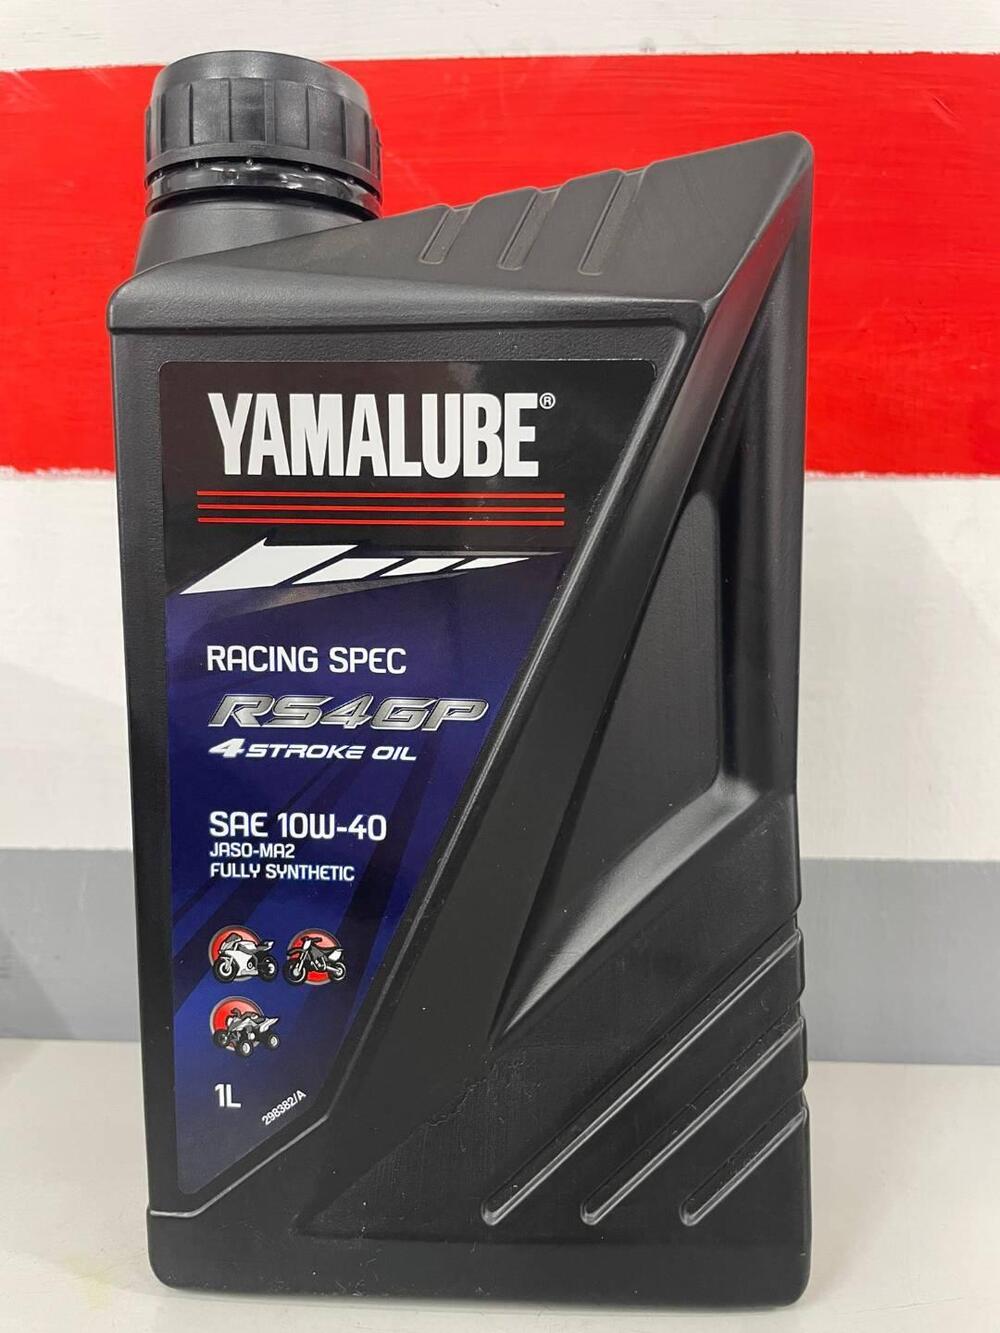 YAMALUBE®
RACING SPEC
RS4GP
4 STROKE OIL
SAE 10W-40
JASO-MA2
FULLY SYNTHETIC
1L
298382/A